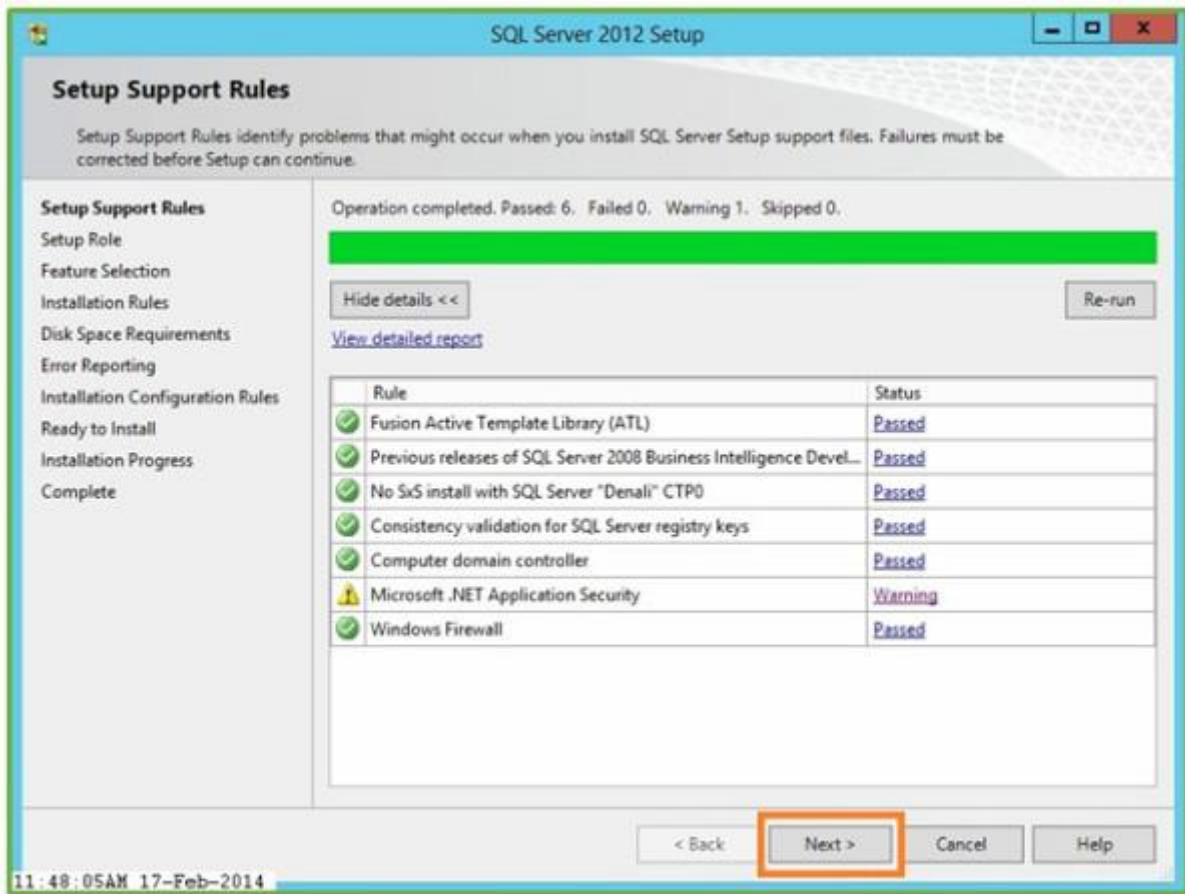 SQL Server 2012 Setup
Setup Support Rules
Setup Support Rules identify problems that might occur when you install SQL Server Setup support files. Failures must be
corrected before Setup can continue.
Setup Support Rules
Setup Role
Feature Selection
Installation Rules
Disk Space Requirements
Error Reporting
Installation Configuration Rules
Ready to Install
Installation Progress
Complete
Operation completed. Passed: 6. Failed 0. Warning 1. Skipped 0.
Hide details <<
Re-run
View detailed report
Rule Status
Fusion Active Template Library (ATL) Passed
Previous releases of SQL Server 2008 Business Intelligence Devel... Passed
No SxS install with SQL Server "Denali" CTP0 Passed
Consistency validation for SQL Server registry keys Passed
Computer domain controller Passed
Microsoft .NET Application Security Warning
Windows Firewall Passed
< Back Next > Cancel Help
11:48:05AM 17-Feb-2014